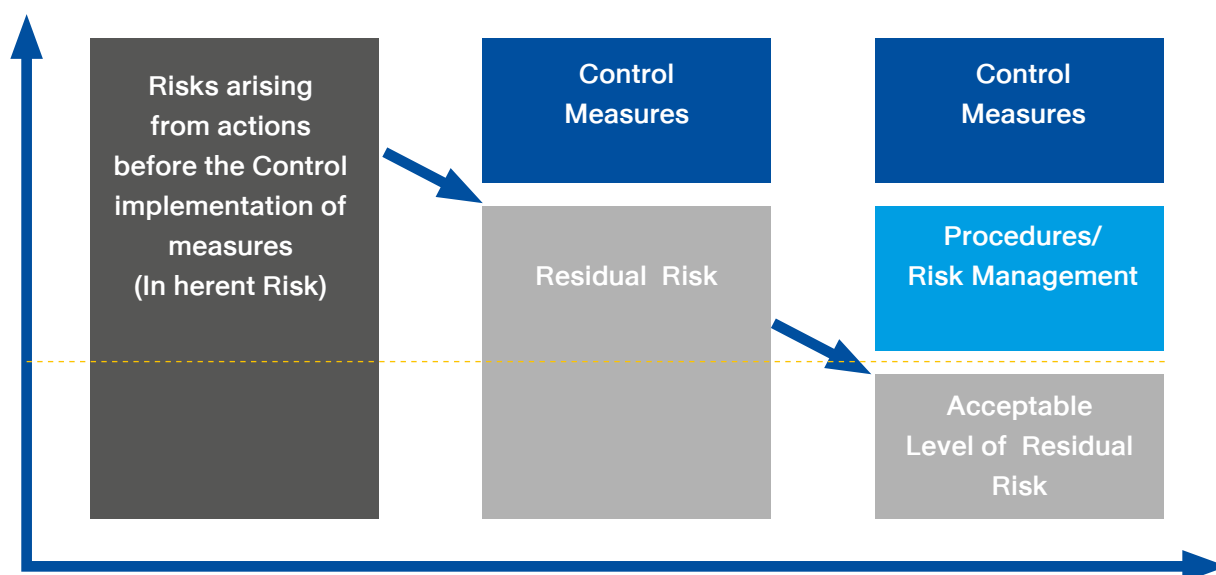 Risks arising
from actions
before the Control
implementation of
measures
(In herent Risk)
Control
Measures
Residual Risk
Control
Measures
Procedures/
Risk Management
Acceptable
Level of Residual
Risk